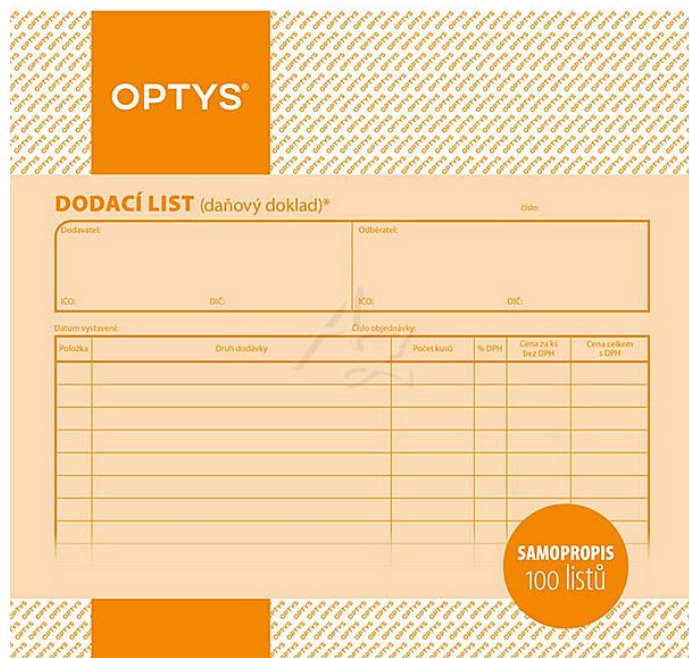 OPTYS®
DODACÍ LIST (daňový doklad)* číslo:
Dodavatel: Odběratel:
IČO: DIČ: IČO: DIČ:
Datum vystavení: Číslo objednávky:
Položka Druh dodávky Počet kusů % DPH Cena za ks bez DPH Cena celkem s DPH
SAMOPROPIS
100 listů